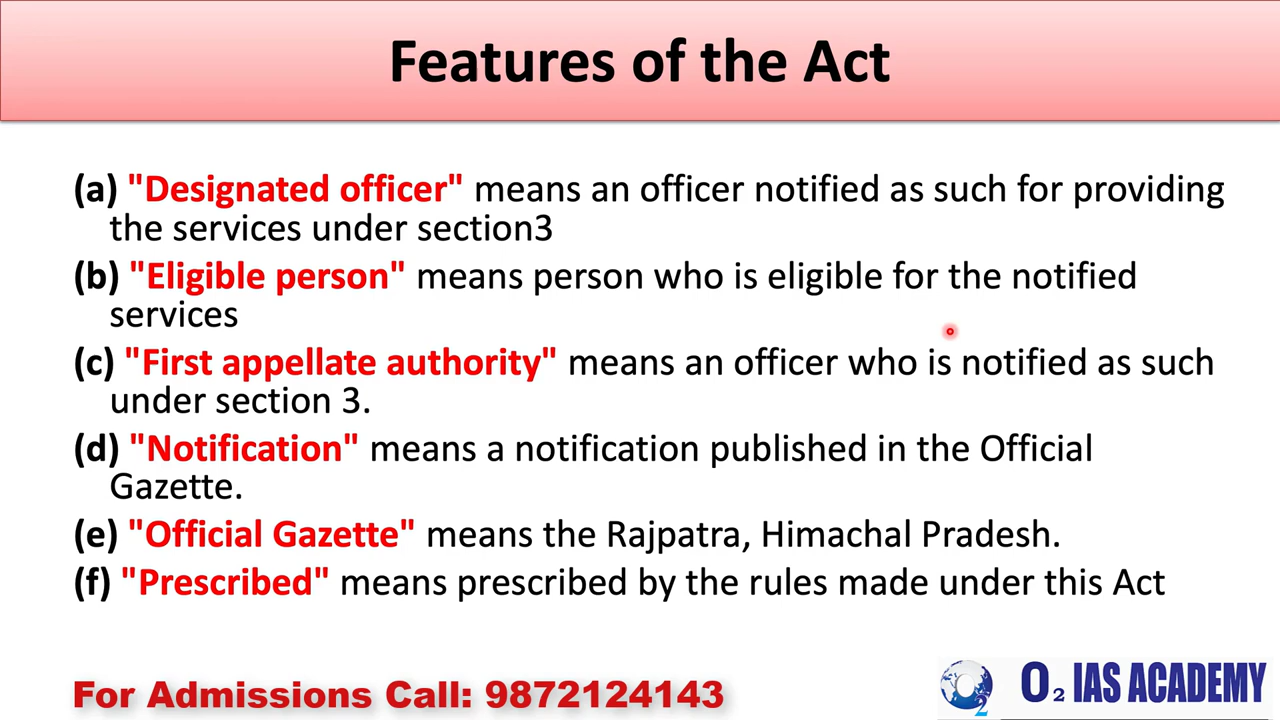 Features of the Act
(a) "Designated officer" means an officer notified as such for providing
the services under section3
(b) "Eligible person" means person who is eligible for the notified
services
(c) "First appellate authority" means an officer who is notified as such
under section 3.
(d) "Notification" means a notification published in the Official
Gazette.
(e) "Official Gazette" means the Rajpatra, Himachal Pradesh.
(f) "Prescribed" means prescribed by the rules made under this Act
For Admissions Call: 9872124143
O2 IAS ACADEMY
2